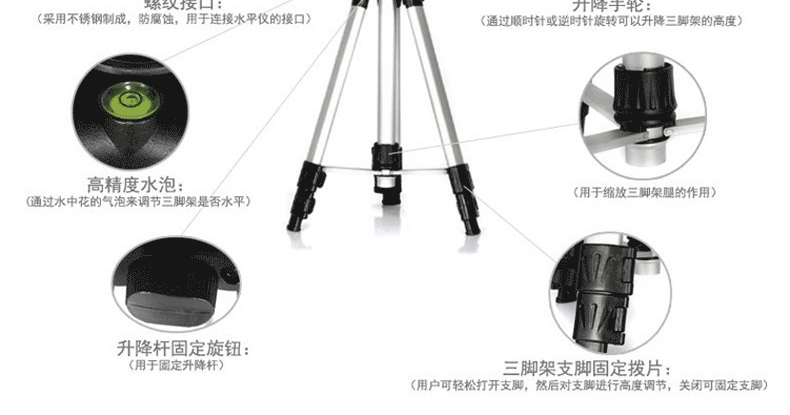 螺纹接口：
（采用不锈钢制成，防腐蚀，用于连接水平仪的接口）
升降手轮：
（通过顺时针或逆时针旋转可以升降三脚架的高度）
高精度水泡：
（通过水中花的气泡来调节三脚架是否水平）
（用于缩放三脚架腿的作用）
升降杆固定旋钮：
（用于固定升降杆）
三脚架支脚固定拨片：
（用户可轻松打开支脚，然后对支脚进行高度调节，关闭可固定支脚）